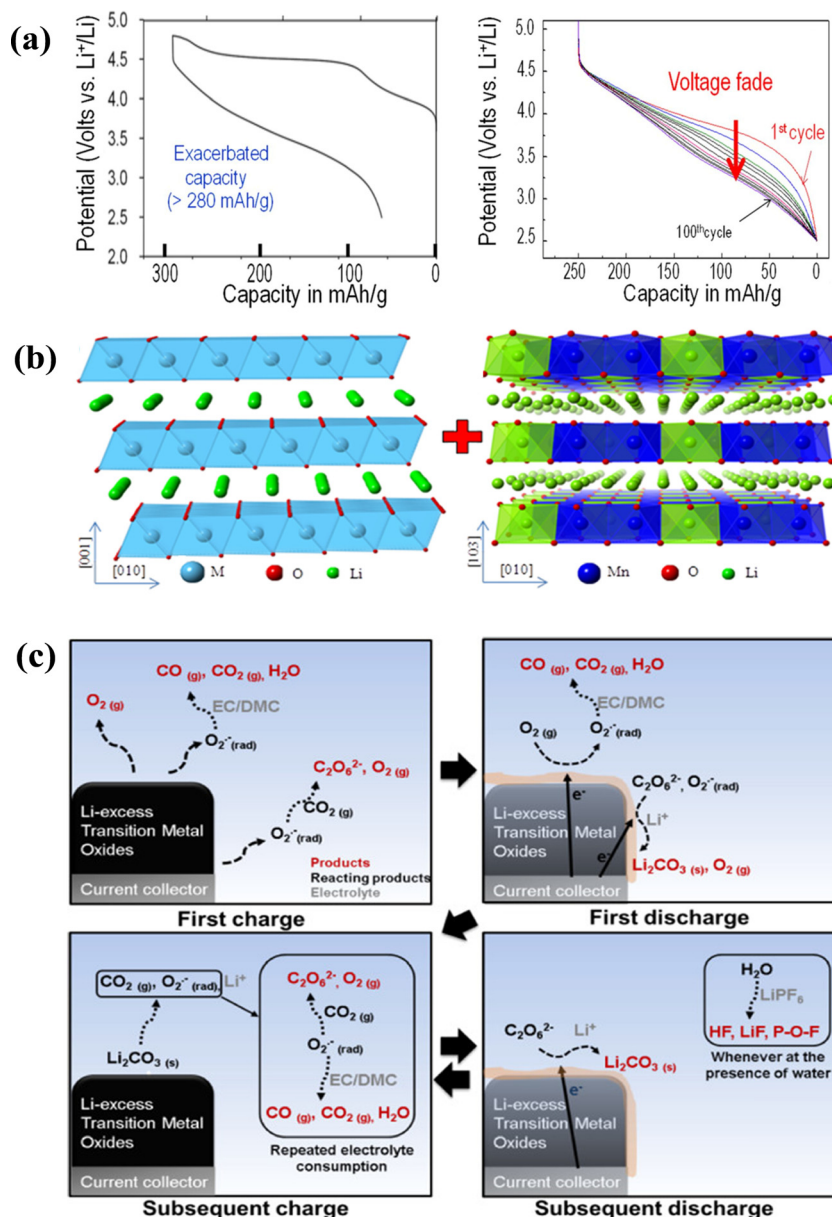 (a)
Potential (Volts vs. Li⁺/Li)
5.0
4.5
4.0
3.5
3.0
2.5
2.0
Exacerbated
capacity
(> 280 mAh/g)
300
200
100
0
Capacity in mAh/g
Potential (Volts vs. Li⁺/Li)
5.0
4.5
4.0
3.5
3.0
2.5
Voltage fade
1ˢᵗ cycle
100ᵗʰcycle
250
200
150
100
50
0
Capacity in mAh/g
(b)
[001]
[010]
M
O
Li
[103]
[010]
Mn
O
Li
(c)
CO (g), CO₂ (g), H₂O
O₂ (g)
EC/DMC
O₂·⁻ (rad)
C₂O₆²⁻, O₂ (g)
CO₂ (g)
O₂·⁻ (rad)
Li-excess
Transition Metal
Oxides
Current collector
Products
Reacting products
Electrolyte
First charge
CO (g), CO₂ (g), H₂O
EC/DMC
O₂ (g)
O₂·⁻ (rad)
C₂O₆²⁻, O₂·⁻ (rad)
Li⁺
e⁻
e⁻
Li-excess
Transition Metal
Oxides
Current collector
Li₂CO₃ (s), O₂ (g)
First discharge
CO₂ (g), O₂·⁻ (rad), Li⁺
Li₂CO₃ (s)
C₂O₆²⁻, O₂ (g)
CO₂ (g)
O₂·⁻ (rad)
EC/DMC
CO (g), CO₂ (g), H₂O
Repeated electrolyte
consumption
Li-excess
Transition Metal
Oxides
Current collector
Subsequent charge
H₂O
LiPF₆
HF, LiF, P-O-F
Whenever at the
presence of water
C₂O₆²⁻
Li⁺
Li₂CO₃ (s)
e⁻
Li-excess
Transition Metal
Oxides
Current collector
Subsequent discharge